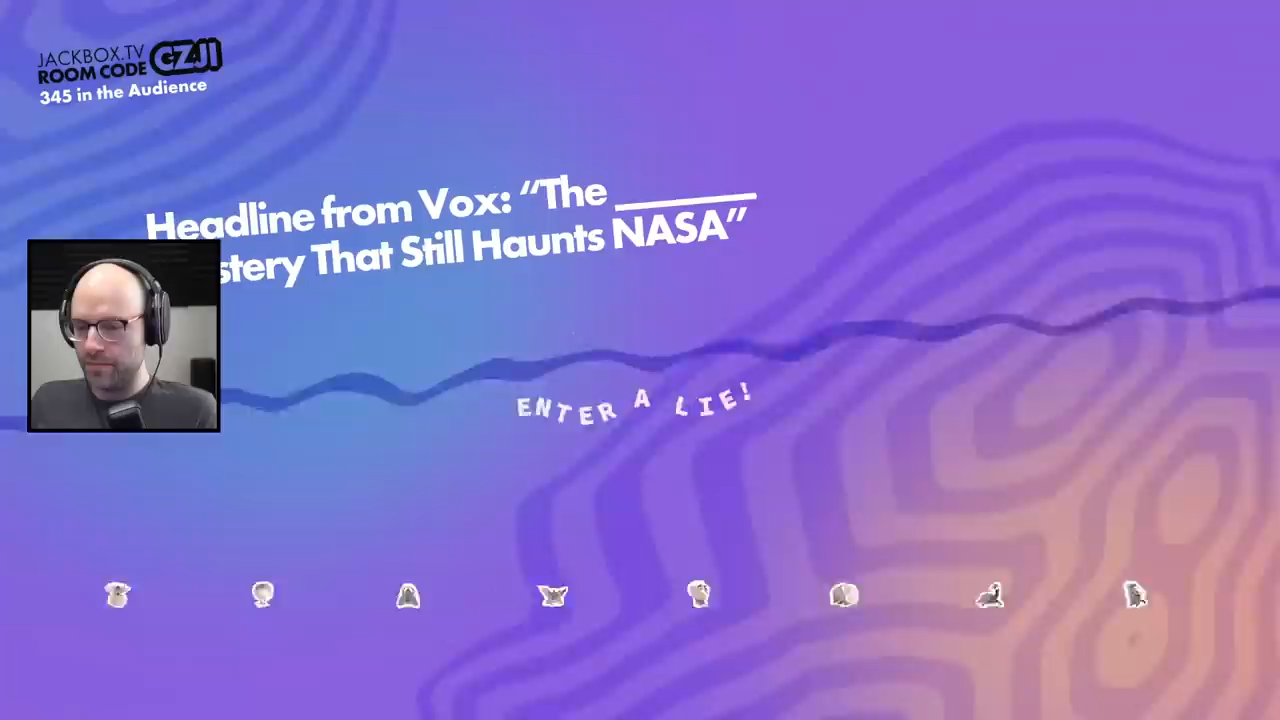 JACKBOX.TV
ROOM CODE GZJI
345 in the Audience
Headline from Vox: “The ________
stery That Still Haunts NASA”
ENTER A LIE!